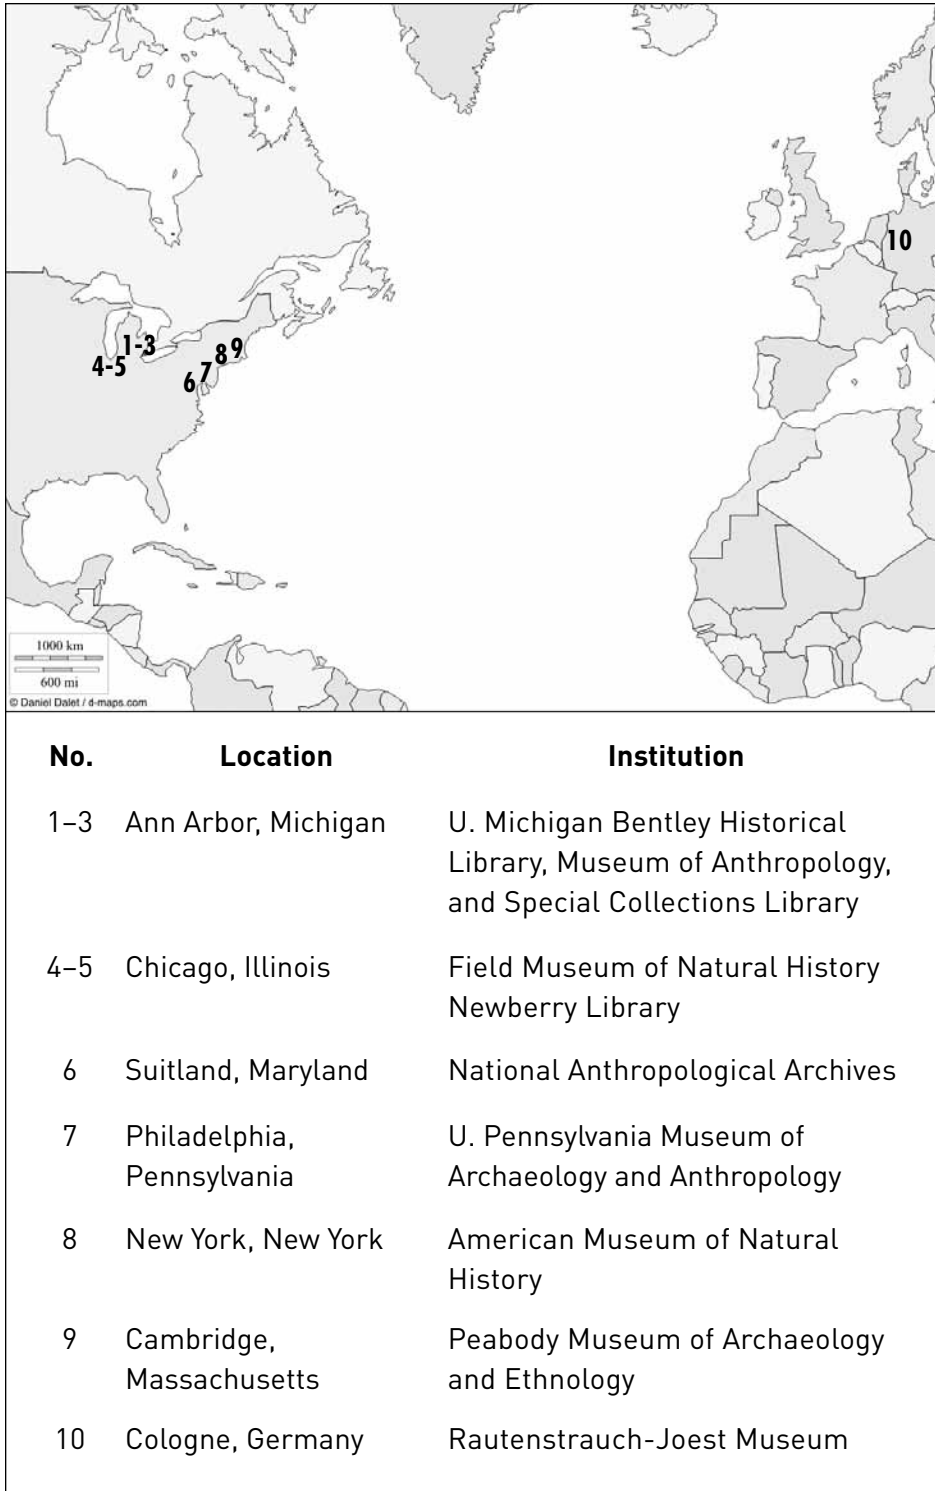 10
1-3
8 9
4-5
7
6
1000 km
600 mi
© Daniel Dalet / d-maps.com
No. Location Institution
1–3 Ann Arbor, Michigan U. Michigan Bentley Historical
Library, Museum of Anthropology,
and Special Collections Library
4–5 Chicago, Illinois Field Museum of Natural History
Newberry Library
6 Suitland, Maryland National Anthropological Archives
7 Philadelphia, U. Pennsylvania Museum of
Pennsylvania Archaeology and Anthropology
8 New York, New York American Museum of Natural
History
9 Cambridge, Peabody Museum of Archaeology
Massachusetts and Ethnology
10 Cologne, Germany Rautenstrauch-Joest Museum